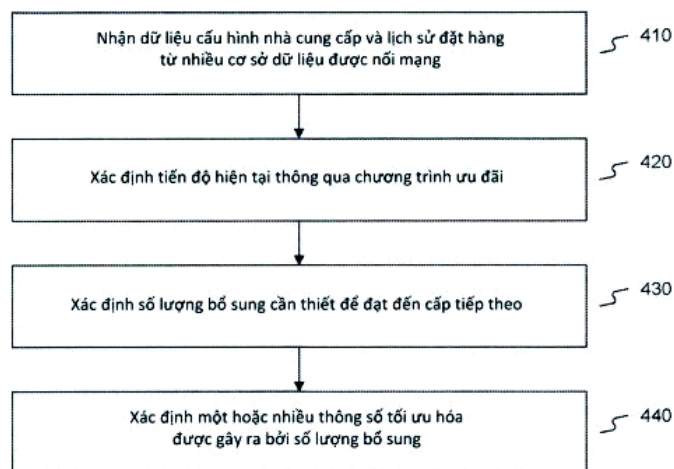 Nhận dữ liệu cấu hình nhà cung cấp và lịch sử đặt hàng
từ nhiều cơ sở dữ liệu được nối mạng
410
Xác định tiến độ hiện tại thông qua chương trình ưu đãi
420
Xác định số lượng bổ sung cần thiết để đạt đến cấp tiếp theo
430
Xác định một hoặc nhiều thông số tối ưu hóa
được gây ra bởi số lượng bổ sung
440